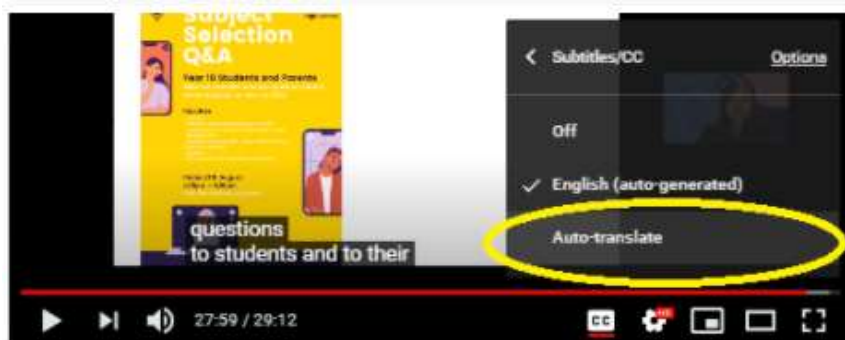 Subject
Selection
Q&A
Year 10 Students and Parents
questions
to students and to their
Subtitles/CC
Options
Off
English (auto-generated)
Auto-translate
27:59 / 29:12
CC
HD